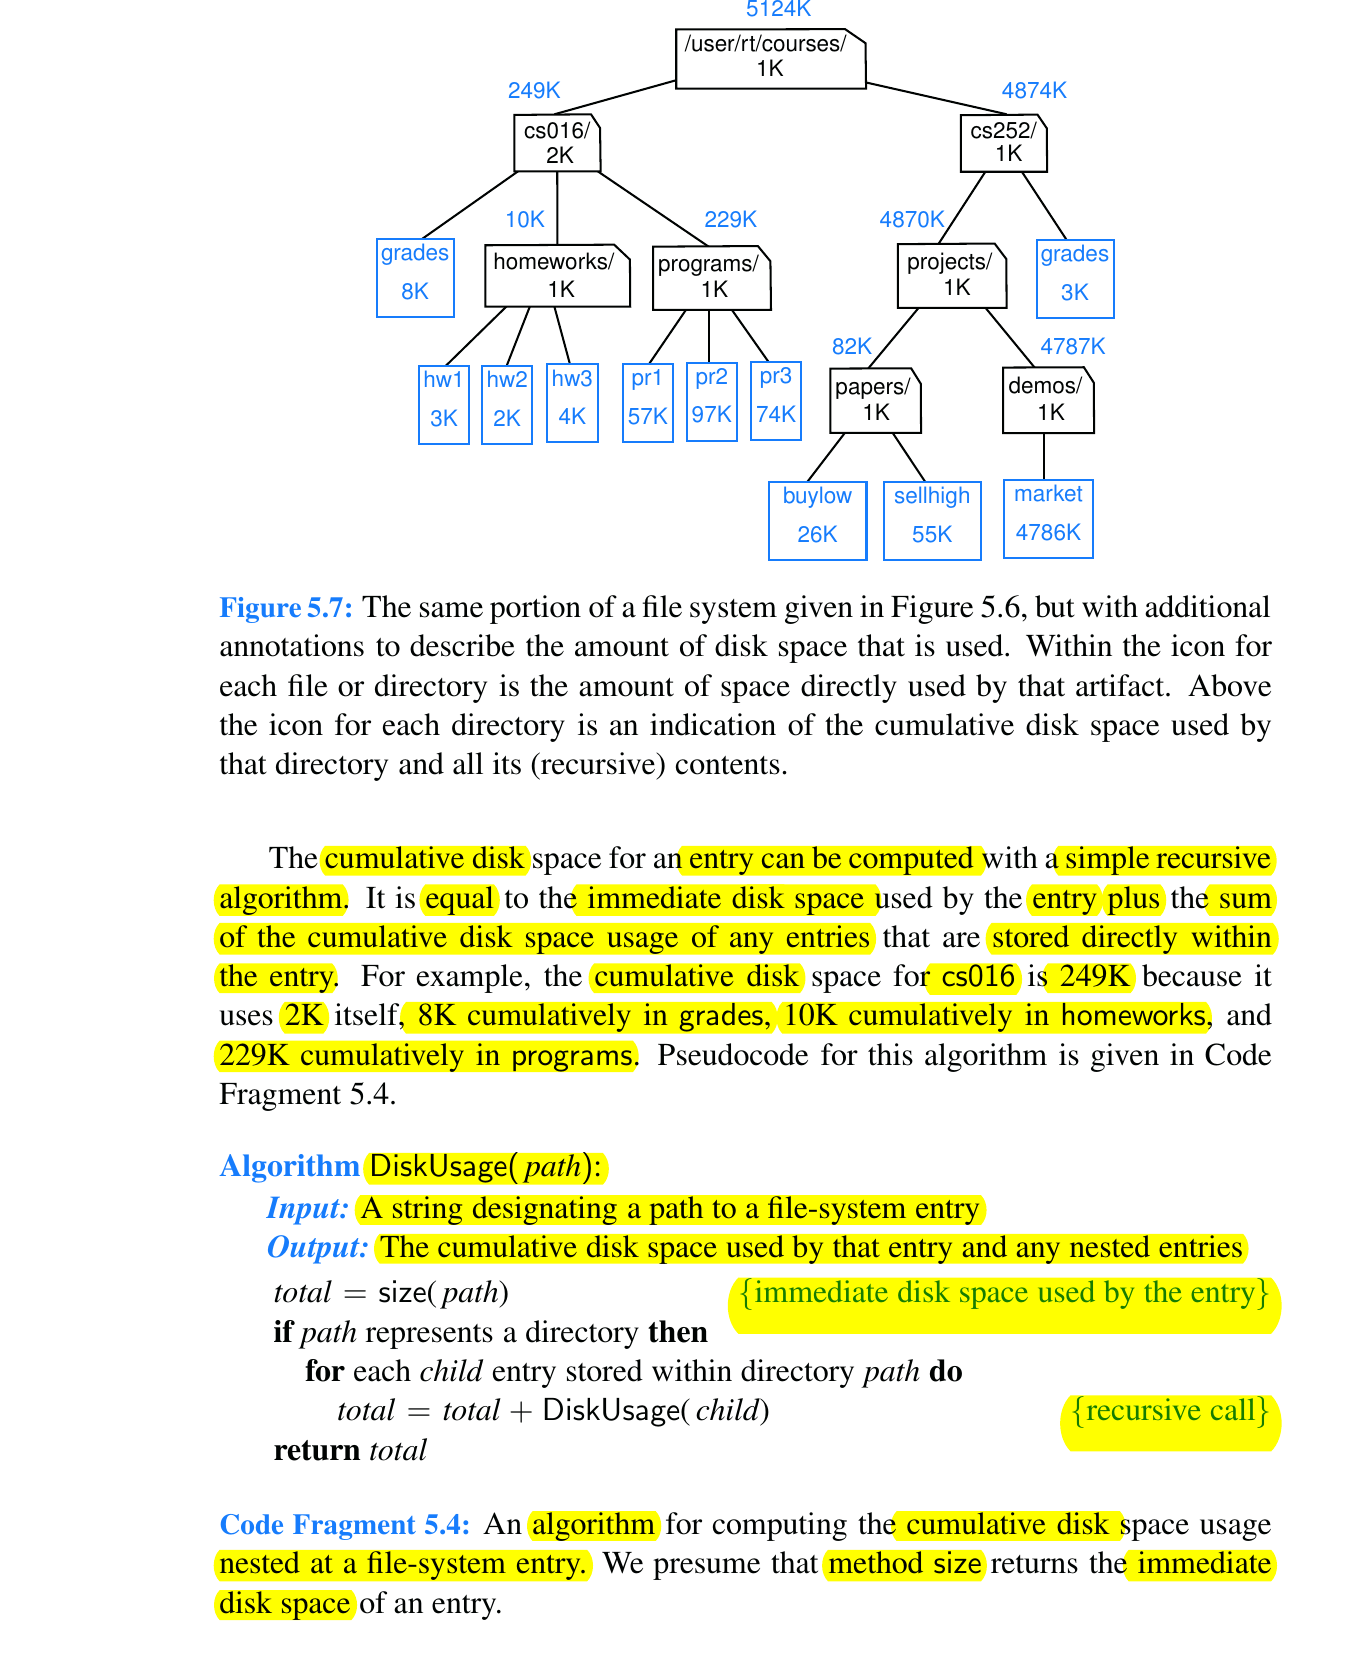 5124K
/user/rt/courses/
1K
249K
4874K
cs016/
2K
cs252/
1K
10K
229K
4870K
grades
8K
homeworks/
1K
programs/
1K
projects/
1K
grades
3K
82K
4787K
hw1
3K
hw2
2K
hw3
4K
pr1
57K
pr2
97K
pr3
74K
papers/
1K
demos/
1K
buylow
26K
sellhigh
55K
market
4786K
Figure 5.7: The same portion of a file system given in Figure 5.6, but with additional
annotations to describe the amount of disk space that is used. Within the icon for
each file or directory is the amount of space directly used by that artifact. Above
the icon for each directory is an indication of the cumulative disk space used by
that directory and all its (recursive) contents.
The cumulative disk space for an entry can be computed with a simple recursive
algorithm. It is equal to the immediate disk space used by the entry plus the sum
of the cumulative disk space usage of any entries that are stored directly within
the entry. For example, the cumulative disk space for cs016 is 249K because it
uses 2K itself, 8K cumulatively in grades, 10K cumulatively in homeworks, and
229K cumulatively in programs. Pseudocode for this algorithm is given in Code
Fragment 5.4.
Algorithm DiskUsage(path):
Input: A string designating a path to a file-system entry
Output: The cumulative disk space used by that entry and any nested entries
total = size(path) {immediate disk space used by the entry}
if path represents a directory then
for each child entry stored within directory path do
total = total + DiskUsage(child) {recursive call}
return total
Code Fragment 5.4: An algorithm for computing the cumulative disk space usage
nested at a file-system entry. We presume that method size returns the immediate
disk space of an entry.